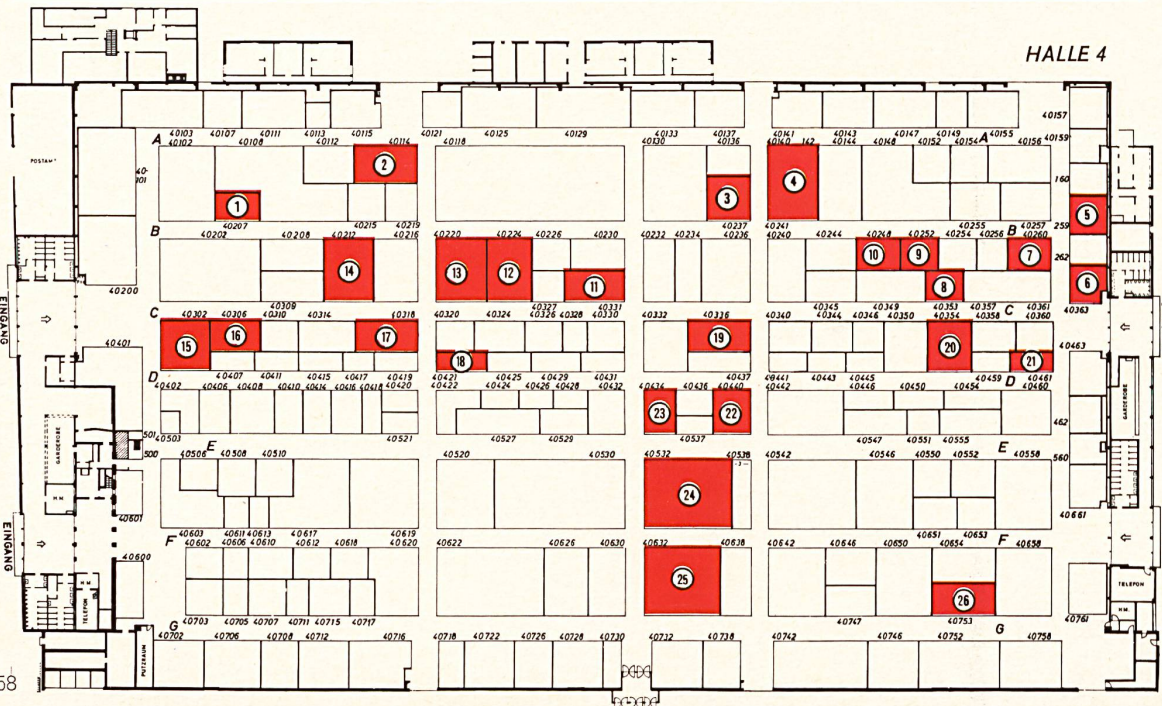 HALLE 4
40103 40107 40111 40113 40115 40121 40125 40129 40133 40137 40141 40143 40147 40149 40155 40157
A 40102 40108 40112 40114 40118 40130 40136 40140 142 40144 40148 40152 40154 A 40156 40159
POSTAMT
40-101
2
4
160
1
3
5
40207 40215 40219 40237 40241 40255 40257 259
B 40202 40208 40212 40216 40220 40224 40226 40230 40232 40234 40236 40240 40244 40248 40252 40254 40256 B 40260
10 9 7
262
14 13 12 11 8 6
40200
EINGANG
40309 40327 40331 40345 40349 40353 40357 C 40361 40363
C 40302 40306 40310 40314 40318 40320 40324 40326 40328 40330 40332 40336 40340 40344 40346 40350 40354 40358 40360
15 16 17 18 19 20 21
40401
40463
40407 40411 40415 40417 40419 40421 40425 40429 40431 40437 40441 40443 40445 40459 40461
D 40402 40406 40408 40410 40414 40416 40418 40420 40422 40424 40426 40428 40432 40434 40436 40440 40442 40446 40450 40454 D 40460
GARDEROBE
23 22
462
GARDEROBE
501
40503 40521 40527 40529 40537 40547 40551 40555
500
E
E
40506 40508 40510 40520 40530 40532 40538 40542 40546 40550 40552 40558
560
H.M.
24
40601
40661
EINGANG
40603 40611 40613 40617 40619 40651 40653
F 40602 40606 40610 40612 40618 40620 40622 40626 40630 40632 40638 40642 40646 40650 40654 F 40658
40600
H.M.
TELEFON
25
26
TELEFON
H.M.
40703 40705 40707 40711 40715 40717 40747 40753 40761
G 40702 40706 40708 40712 40716 40718 40722 40726 40728 40730 40732 40738 40742 40746 40752 G 40758
PUTZRAUM